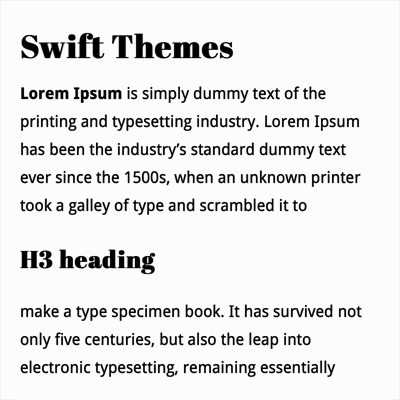 Swift Themes
Lorem Ipsum is simply dummy text of the
printing and typesetting industry. Lorem Ipsum
has been the industry’s standard dummy text
ever since the 1500s, when an unknown printer
took a galley of type and scrambled it to
H3 heading
make a type specimen book. It has survived not
only five centuries, but also the leap into
electronic typesetting, remaining essentially